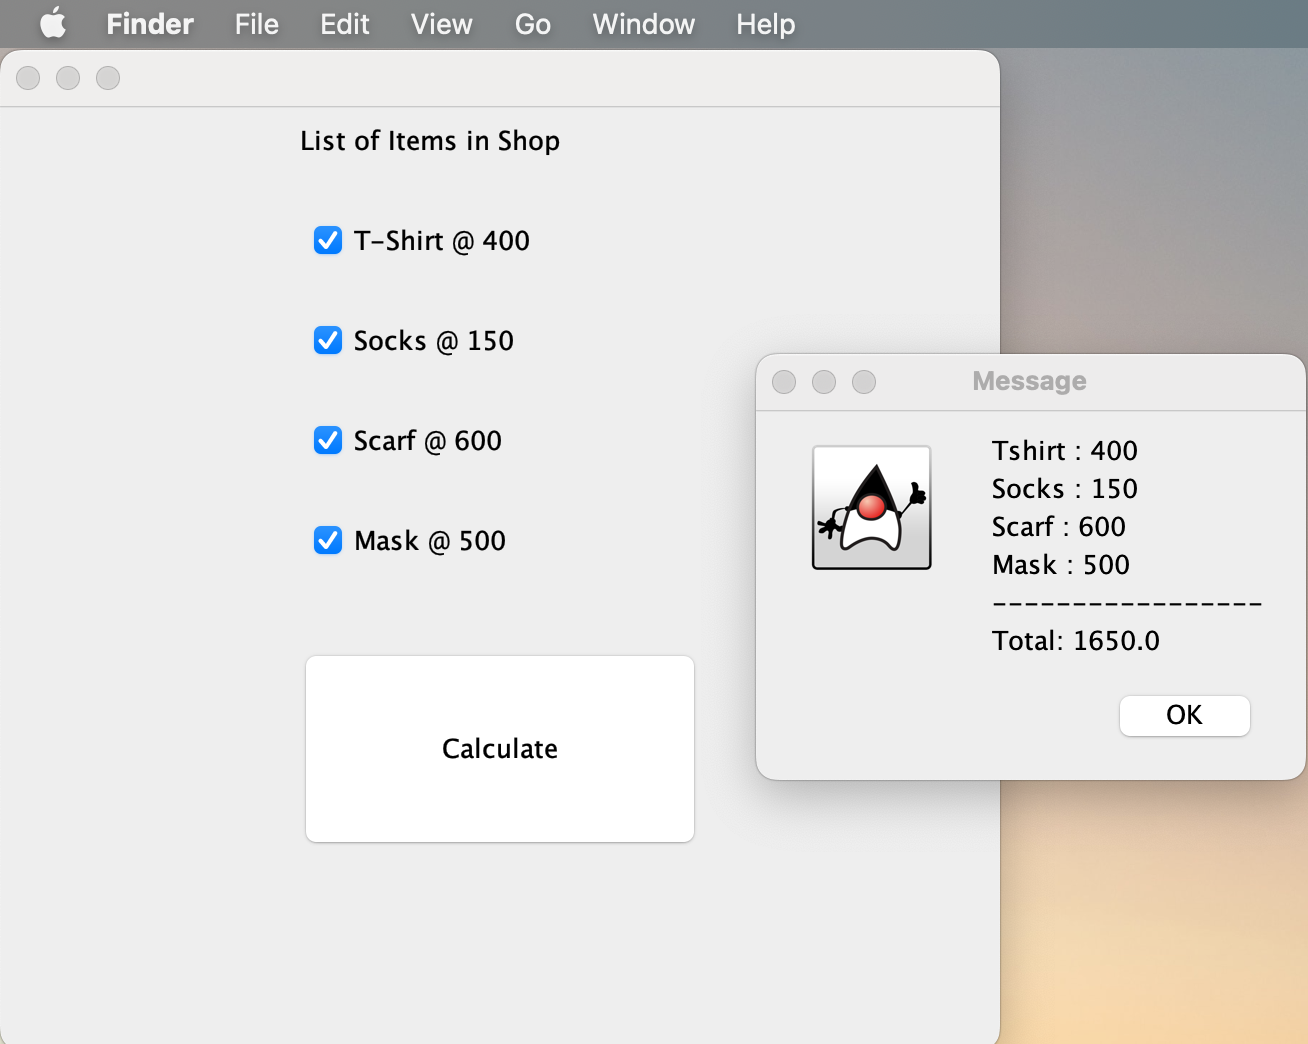 Finder File Edit View Go Window Help
List of Items in Shop
T-Shirt @ 400
Socks @ 150
Scarf @ 600
Mask @ 500
Calculate
Message
Tshirt : 400
Socks : 150
Scarf : 600
Mask : 500
-----------------
Total: 1650.0
OK